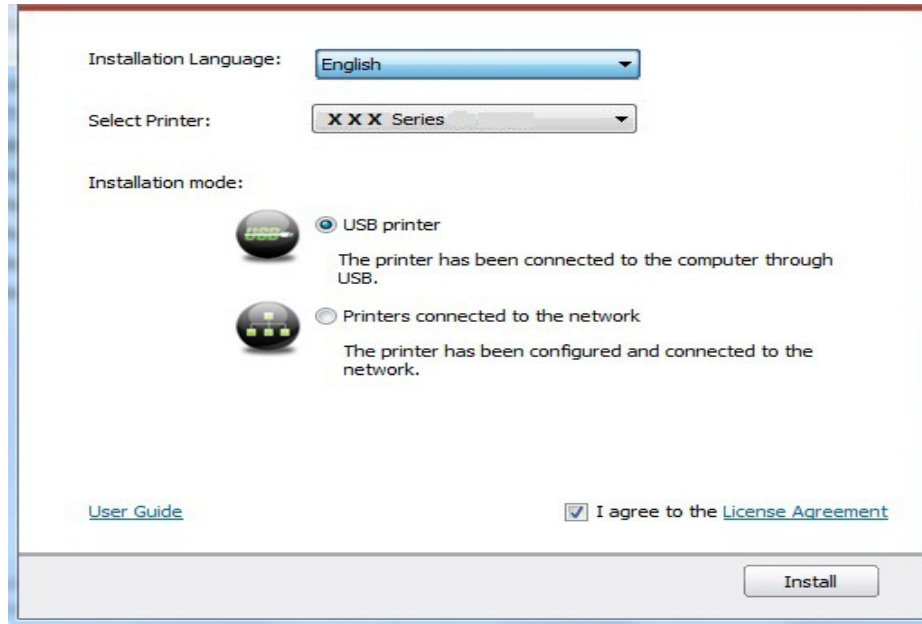 Installation Language:
English
Select Printer:
X X X Series
Installation mode:
USB
USB printer
The printer has been connected to the computer through
USB.
Printers connected to the network
The printer has been configured and connected to the
network.
User Guide
I agree to the License Agreement
Install